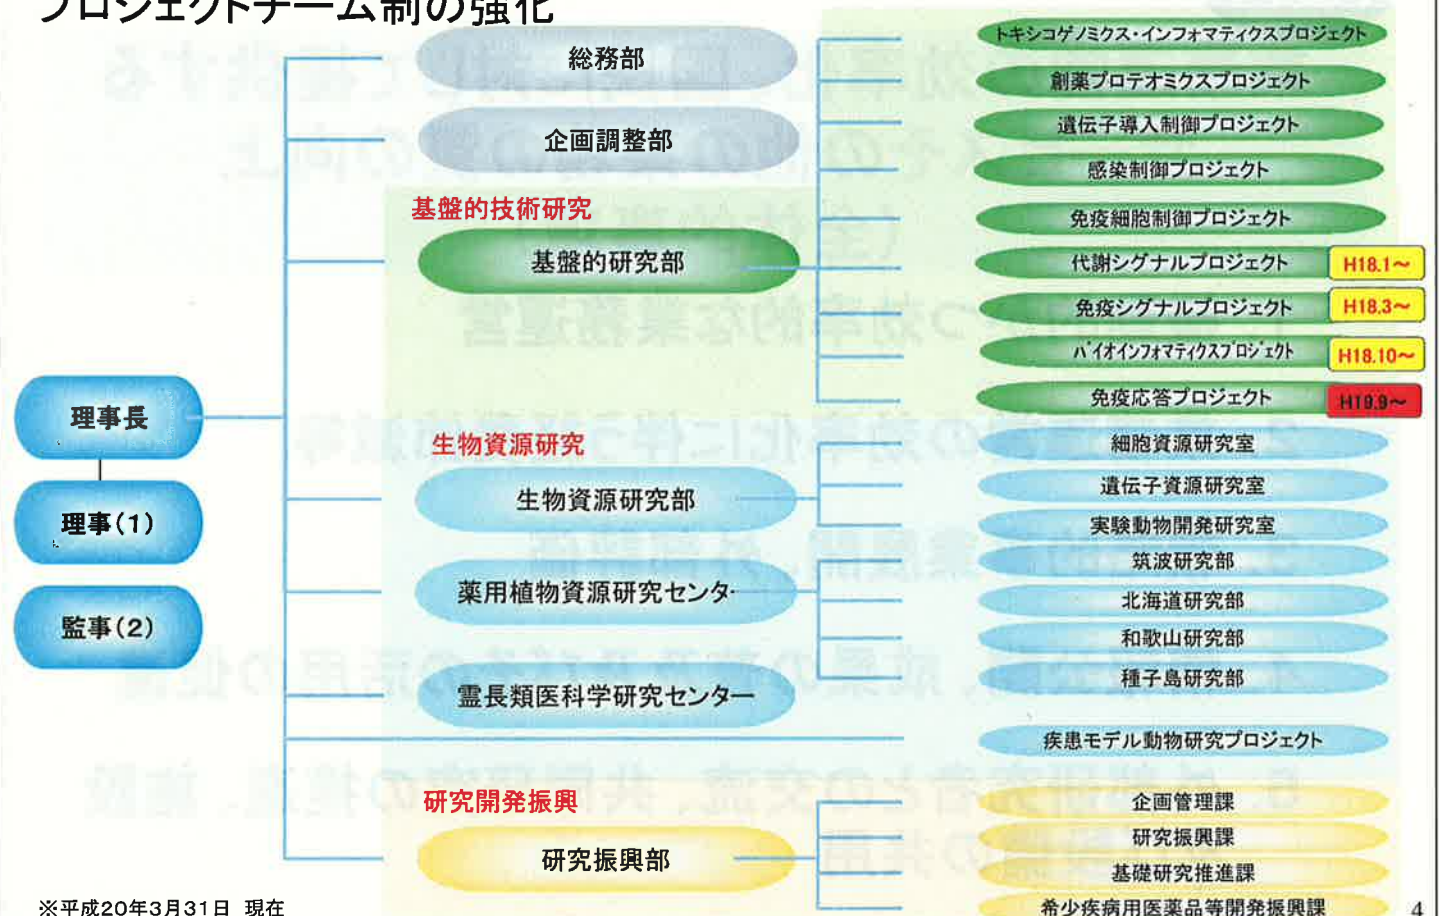 プロジェクトチーム制の強化
総務部
企画調整部
基盤的技術研究
基盤的研究部
トキシコゲノミクス・インフォマティクスプロジェクト
創薬プロテオミクスプロジェクト
遺伝子導入制御プロジェクト
感染制御プロジェクト
免疫細胞制御プロジェクト
代謝シグナルプロジェクト H18.1～
免疫シグナルプロジェクト H18.3～
バイオインフォマティクスプロジェクト H18.10～
免疫応答プロジェクト H19.9～
理事長
理事(1)
監事(2)
生物資源研究
生物資源研究部
細胞資源研究室
遺伝子資源研究室
実験動物開発研究室
薬用植物資源研究センター
筑波研究部
北海道研究部
和歌山研究部
種子島研究部
霊長類医科学研究センター
疾患モデル動物研究プロジェクト
研究開発振興
研究振興部
企画管理課
研究振興課
基礎研究推進課
希少疾病用医薬品等開発振興課
※平成20年3月31日 現在
4